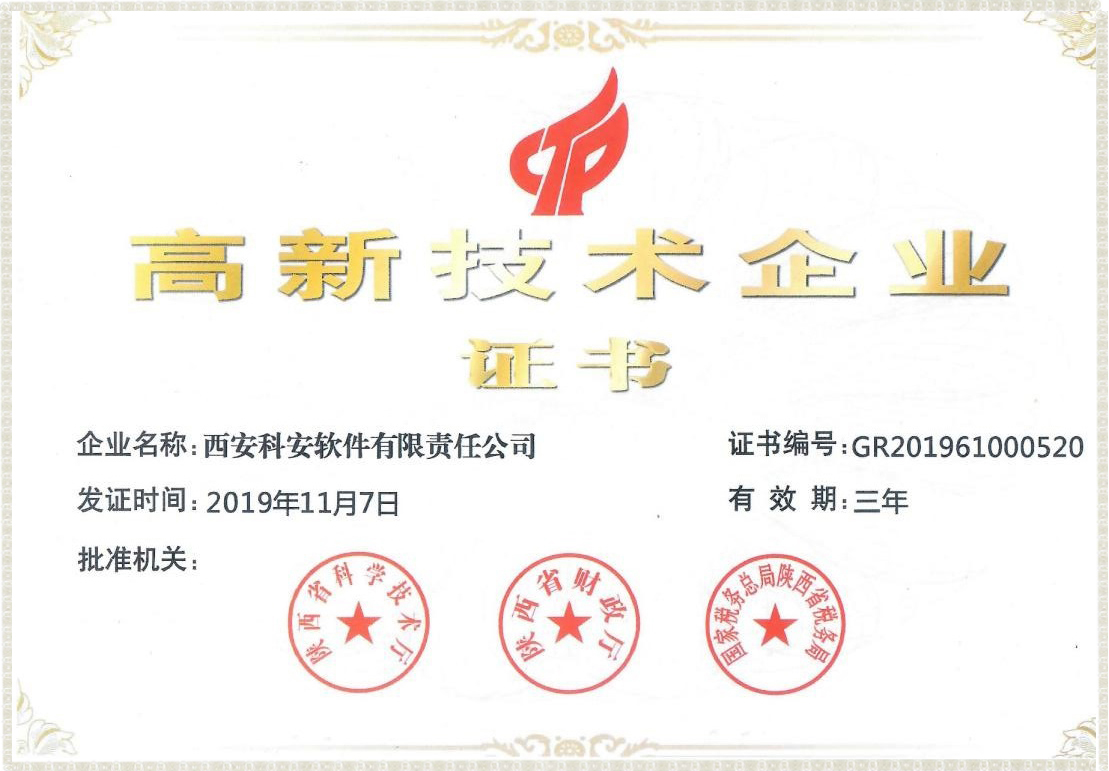 CTP
高新技术企业
证书
企业名称:西安科安软件有限责任公司
证书编号:GR201961000520
发证时间:2019年11月7日
有效期:三年
批准机关:
陕西省科学技术厅
陕西省财政厅
国家税务总局陕西省税务局